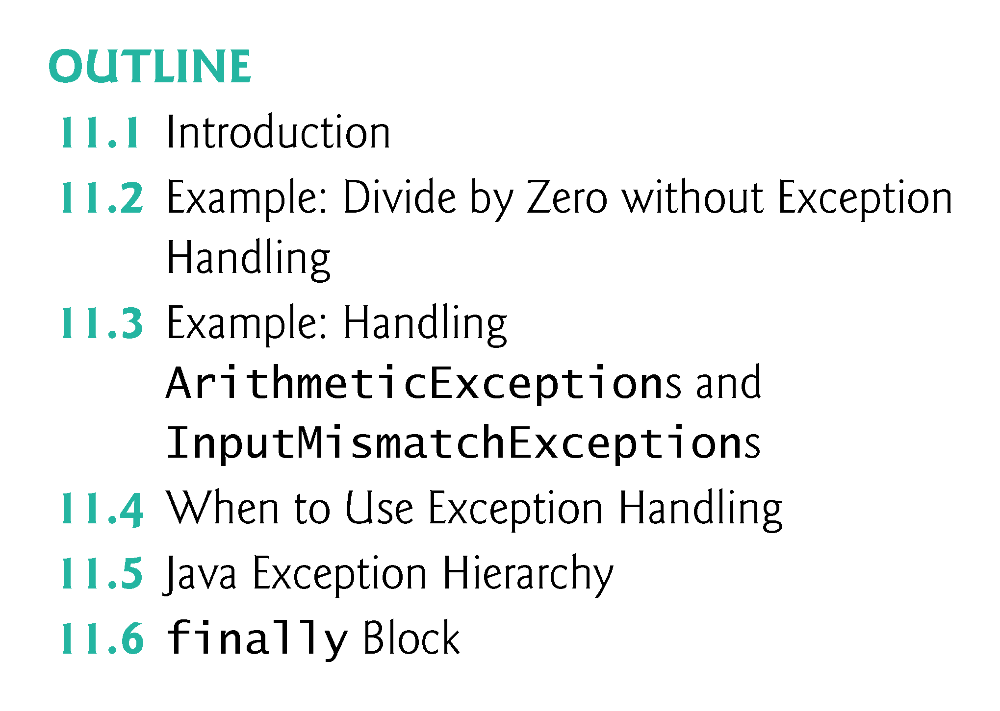 OUTLINE
11.1 Introduction
11.2 Example: Divide by Zero without Exception
Handling
11.3 Example: Handling
ArithmeticExceptions and
InputMismatchExceptions
11.4 When to Use Exception Handling
11.5 Java Exception Hierarchy
11.6 finally Block